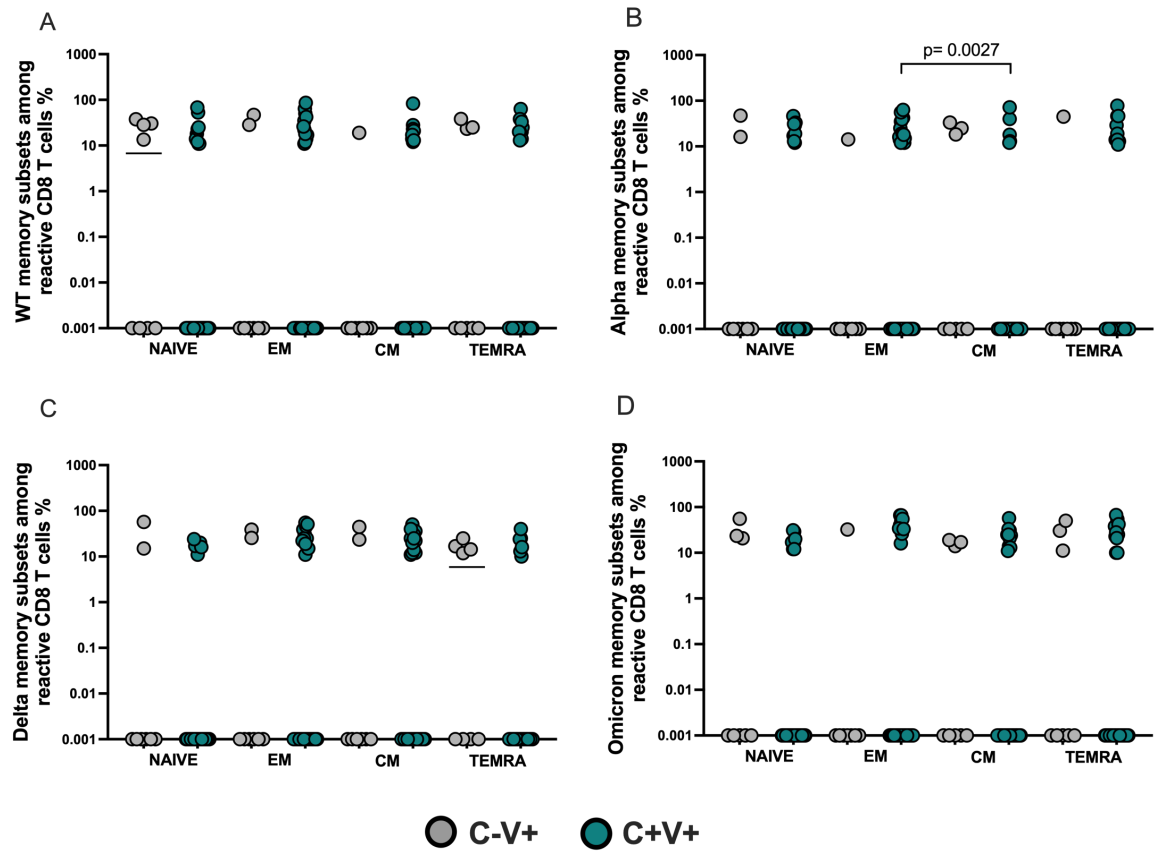 A
WT memory subsets among
reactive CD8 T cells %
1000
100
10
1
0.1
0.01
0.001
NAIVE EM CM TEMRA
B
Alpha memory subsets among
reactive CD8 T cells %
p= 0.0027
1000
100
10
1
0.1
0.01
0.001
NAIVE EM CM TEMRA
C
Delta memory subsets among
reactive CD8 T cells %
1000
100
10
1
0.1
0.01
0.001
NAIVE EM CM TEMRA
D
Omicron memory subsets among
reactive CD8 T cells %
1000
100
10
1
0.1
0.01
0.001
NAIVE EM CM TEMRA
C-V+ C+V+